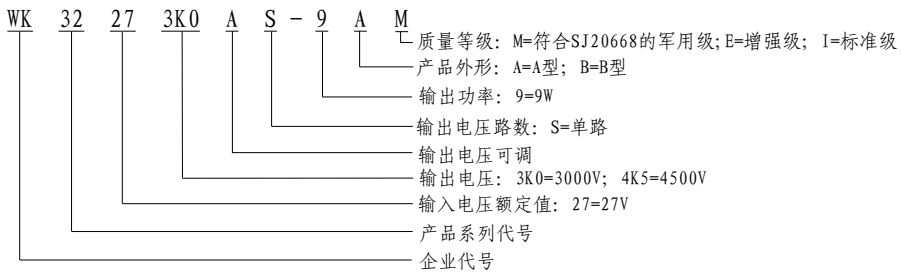 WK 32 27 3K0 A S - 9 A M
质量等级: M=符合SJ20668的军用级; E=增强级; I=标准级
产品外形: A=A型; B=B型
输出功率: 9=9W
输出电压路数: S=单路
输出电压可调
输出电压: 3K0=3000V; 4K5=4500V
输入电压额定值: 27=27V
产品系列代号
企业代号